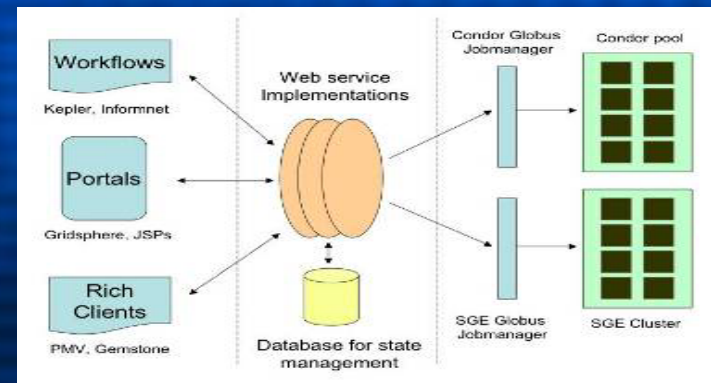 Workflows
Kepler, Informnet
Portals
Gridsphere, JSPs
Rich
Clients
PMV, Gemstone
Web service
Implementations
Database for state
management
Condor Globus
Jobmanager
Condor pool
SGE Globus
Jobmanager
SGE Cluster